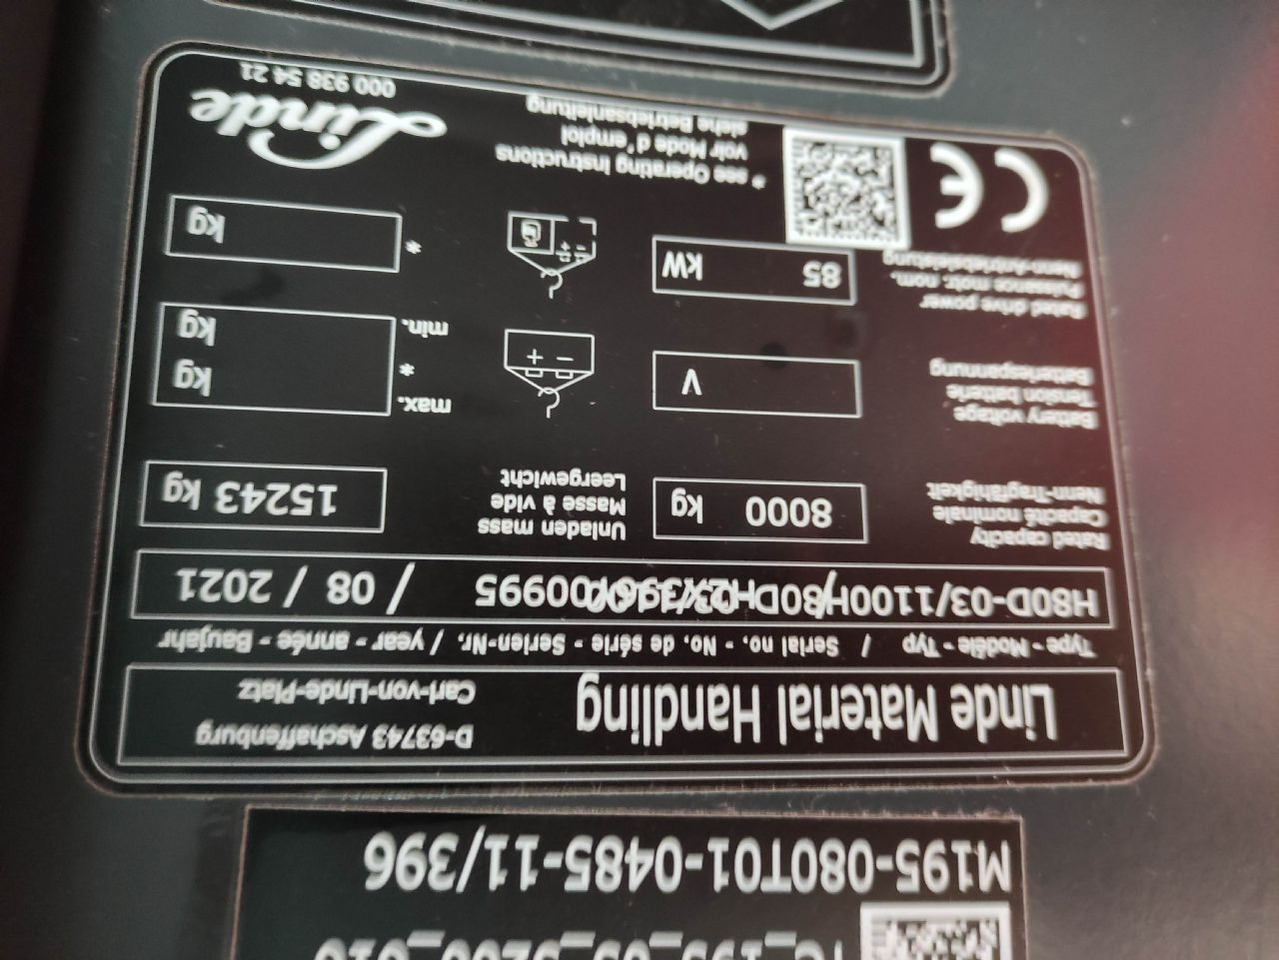 M195-080T01-0485-11/396
Linde Material Handling
D-63743 Aschaffenburg
Carl-von-Linde-Platz
Type - Modèle - Typ / Serial no. - No. de série - Serien-Nr. / year - année - Baujahr
H80D-03/1100H 000995 / 08 / 2021
Rated capacity
Capacité nominale
Nenn-Tragfähigkeit
8000 kg
Unladen mass
Masse à vide
Leergewicht
15243 kg
Battery voltage
Tension batterie
Batteriespannung
V
max.
* kg
min. kg
Rated drive power
Puissance motr. nom.
Nenn-Antriebsleistung
85 kW
* kg
CE
* see Operating Instructions
voir Mode d'emploi
siehe Betriebsanleitung
Linde
000 938 54 21